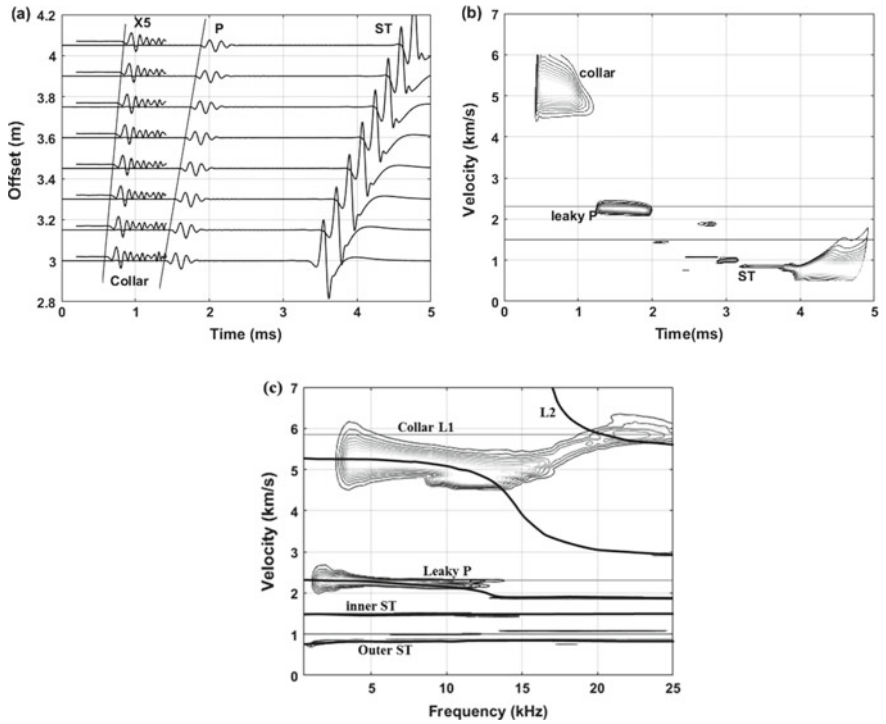 (a)
X5
P
ST
4.2
4
3.8
3.6
3.4
3.2
3
2.8
Offset (m)
Collar
0
1
2
3
4
5
Time (ms)
(b)
7
6
5
4
3
2
1
0
Velocity (km/s)
collar
leaky P
ST
0
1
2
3
4
5
Time(ms)
(c)
7
6
5
4
3
2
1
0
Velocity (km/s)
Collar L1
L2
Leaky P
inner ST
Outer ST
5
10
15
20
25
Frequency (kHz)